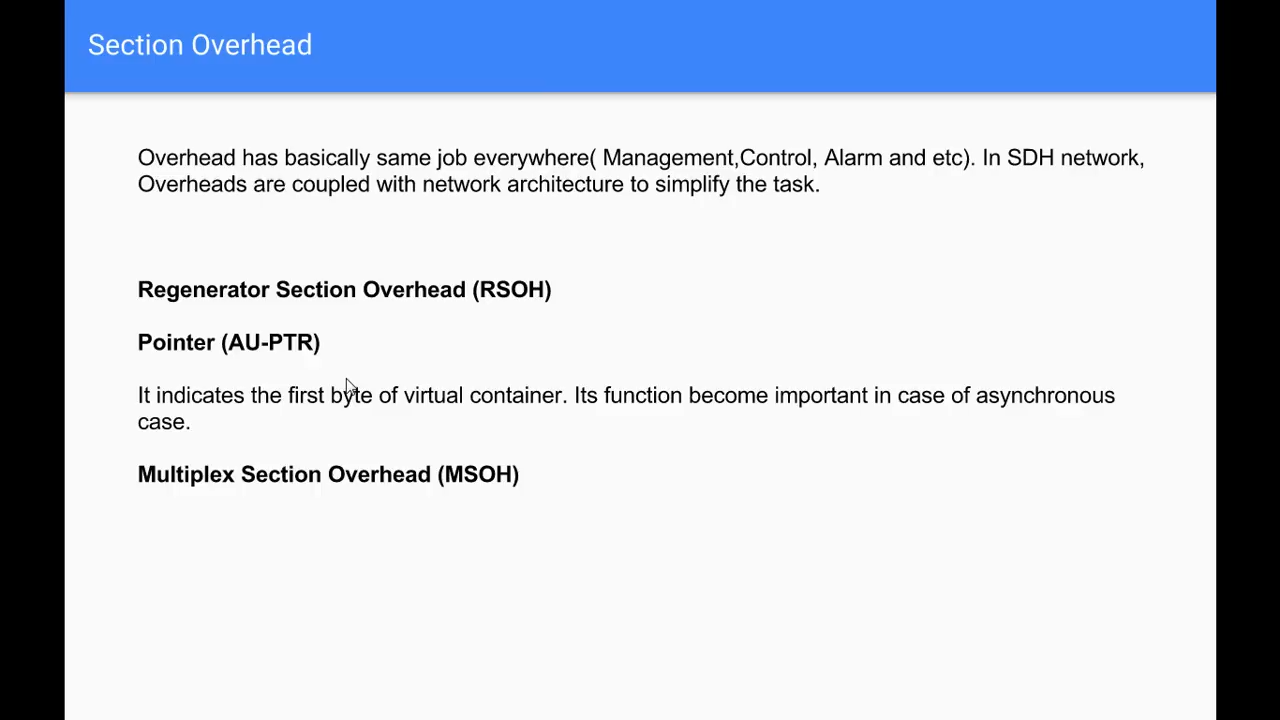 Section Overhead
Overhead has basically same job everywhere( Management,Control, Alarm and etc). In SDH network,
Overheads are coupled with network architecture to simplify the task.
Regenerator Section Overhead (RSOH)
Pointer (AU-PTR)
It indicates the first byte of virtual container. Its function become important in case of asynchronous
case.
Multiplex Section Overhead (MSOH)